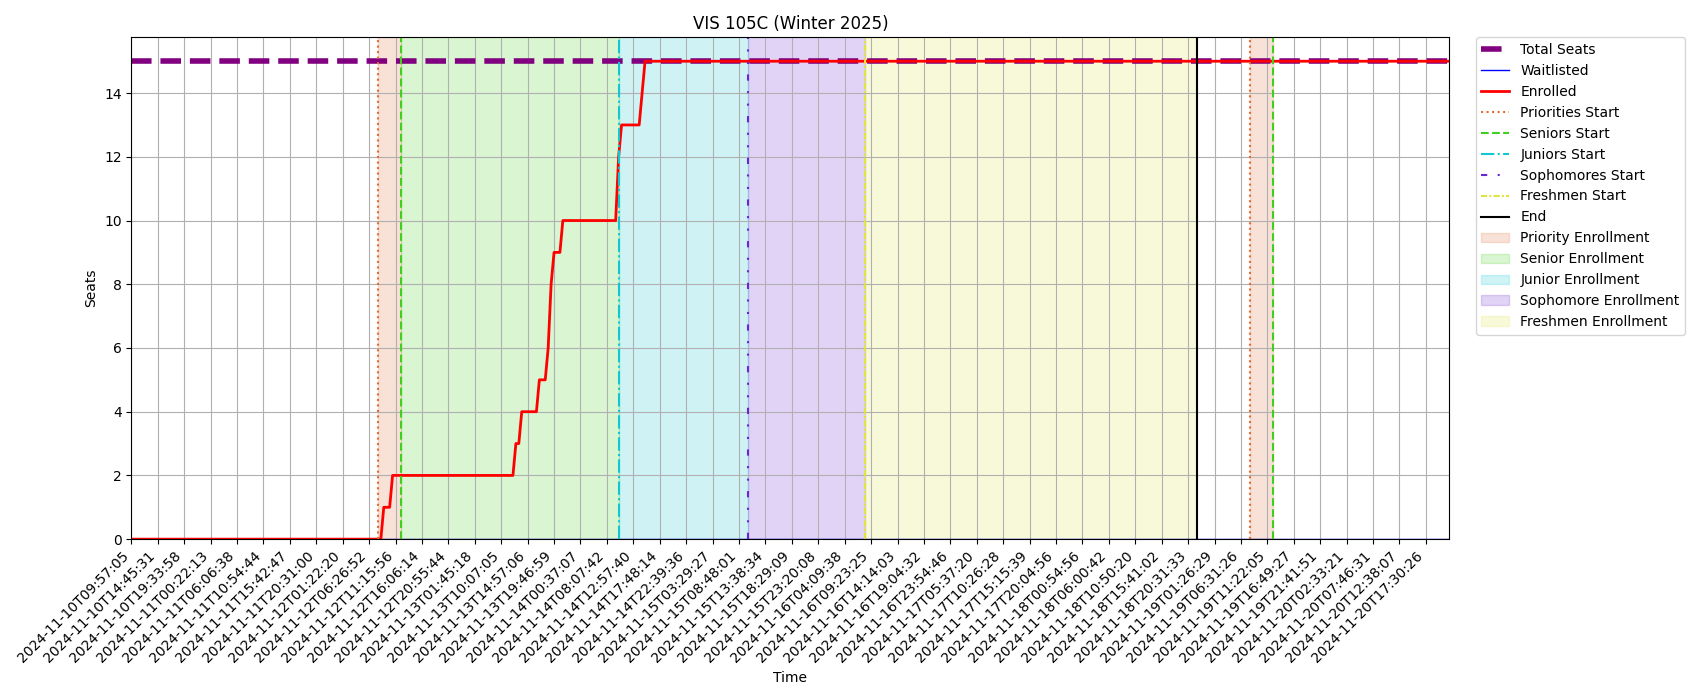 VIS 105C (Winter 2025)
Seats
14
12
10
8
6
4
2
0
2024-11-10T09:57:05
2024-11-10T14:45:31
2024-11-10T19:33:58
2024-11-11T00:22:13
2024-11-11T06:06:38
2024-11-11T10:54:44
2024-11-11T15:42:47
2024-11-11T20:31:00
2024-11-12T01:22:20
2024-11-12T06:26:52
2024-11-12T11:15:56
2024-11-12T16:06:14
2024-11-12T20:55:44
2024-11-13T01:45:18
2024-11-13T10:07:05
2024-11-13T14:57:06
2024-11-13T19:46:59
2024-11-14T00:37:07
2024-11-14T08:07:42
2024-11-14T12:57:40
2024-11-14T17:48:14
2024-11-14T22:39:36
2024-11-15T03:29:27
2024-11-15T08:48:01
2024-11-15T13:38:34
2024-11-15T18:29:09
2024-11-15T23:20:08
2024-11-16T04:09:38
2024-11-16T09:23:25
2024-11-16T14:14:03
2024-11-16T19:04:32
2024-11-16T23:54:46
2024-11-17T05:37:20
2024-11-17T10:26:28
2024-11-17T15:15:39
2024-11-17T20:04:56
2024-11-18T00:54:56
2024-11-18T06:00:42
2024-11-18T10:50:20
2024-11-18T15:41:02
2024-11-18T20:31:33
2024-11-19T01:26:29
2024-11-19T06:31:26
2024-11-19T11:22:05
2024-11-19T16:49:27
2024-11-19T21:41:51
2024-11-20T02:33:21
2024-11-20T07:46:31
2024-11-20T12:38:07
2024-11-20T17:30:26
Time
Total Seats
Waitlisted
Enrolled
Priorities Start
Seniors Start
Juniors Start
Sophomores Start
Freshmen Start
End
Priority Enrollment
Senior Enrollment
Junior Enrollment
Sophomore Enrollment
Freshmen Enrollment